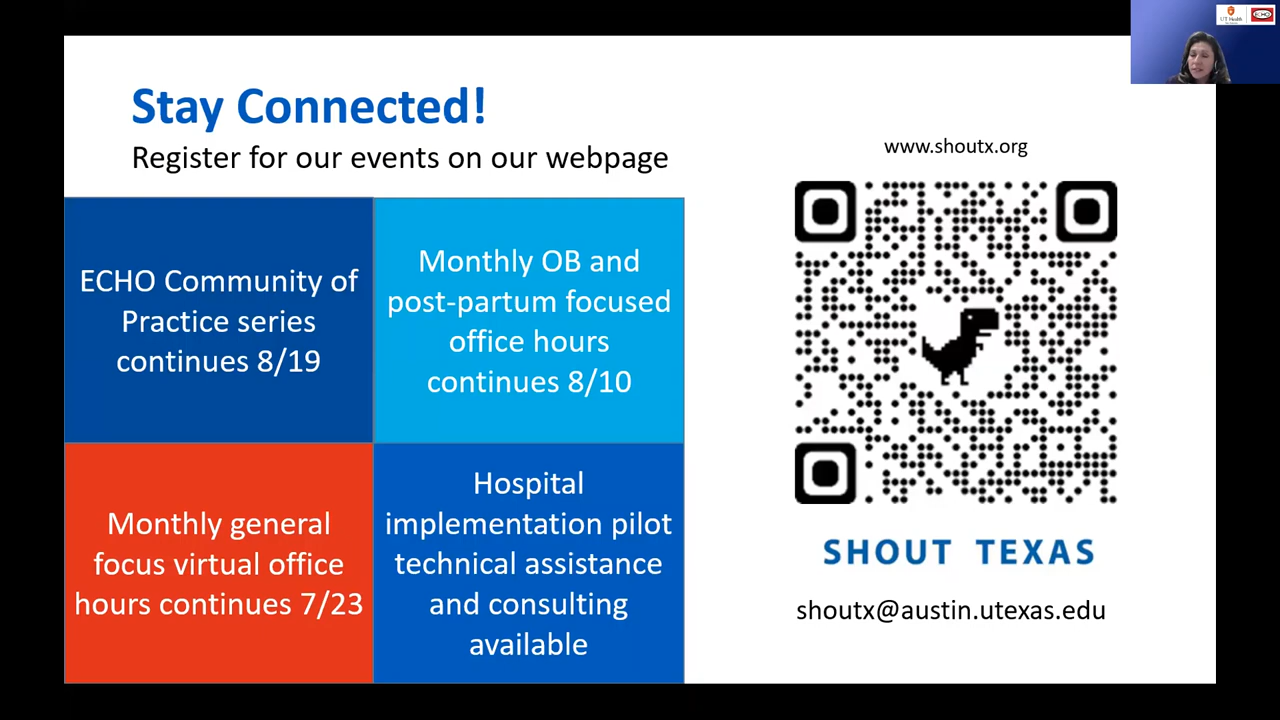 Stay Connected!
Register for our events on our webpage
ECHO Community of
Practice series
continues 8/19
Monthly OB and
post-partum focused
office hours
continues 8/10
Monthly general
focus virtual office
hours continues 7/23
Hospital
implementation pilot
technical assistance
and consulting
available
www.shoutx.org
SHOUT TEXAS
shoutx@austin.utexas.edu
UT Health